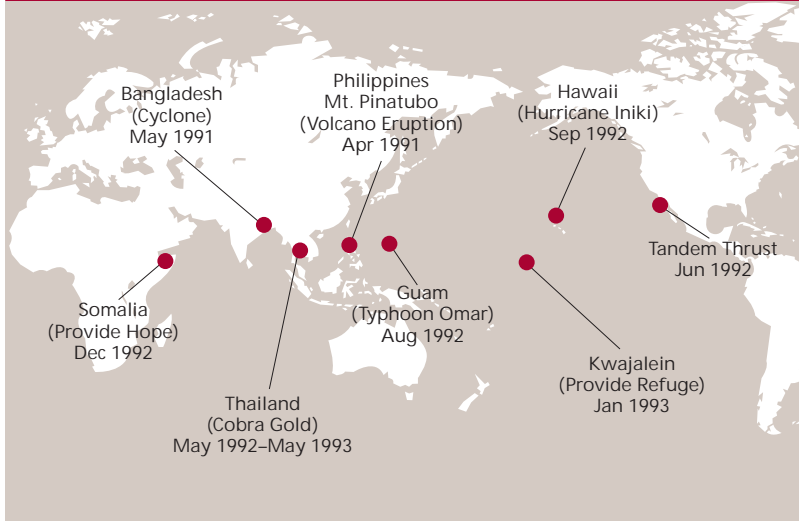 Bangladesh
(Cyclone)
May 1991
Philippines
Mt. Pinatubo
(Volcano Eruption)
Apr 1991
Hawaii
(Hurricane Iniki)
Sep 1992
Tandem Thrust
Jun 1992
Somalia
(Provide Hope)
Dec 1992
Guam
(Typhoon Omar)
Aug 1992
Kwajalein
(Provide Refuge)
Jan 1993
Thailand
(Cobra Gold)
May 1992–May 1993